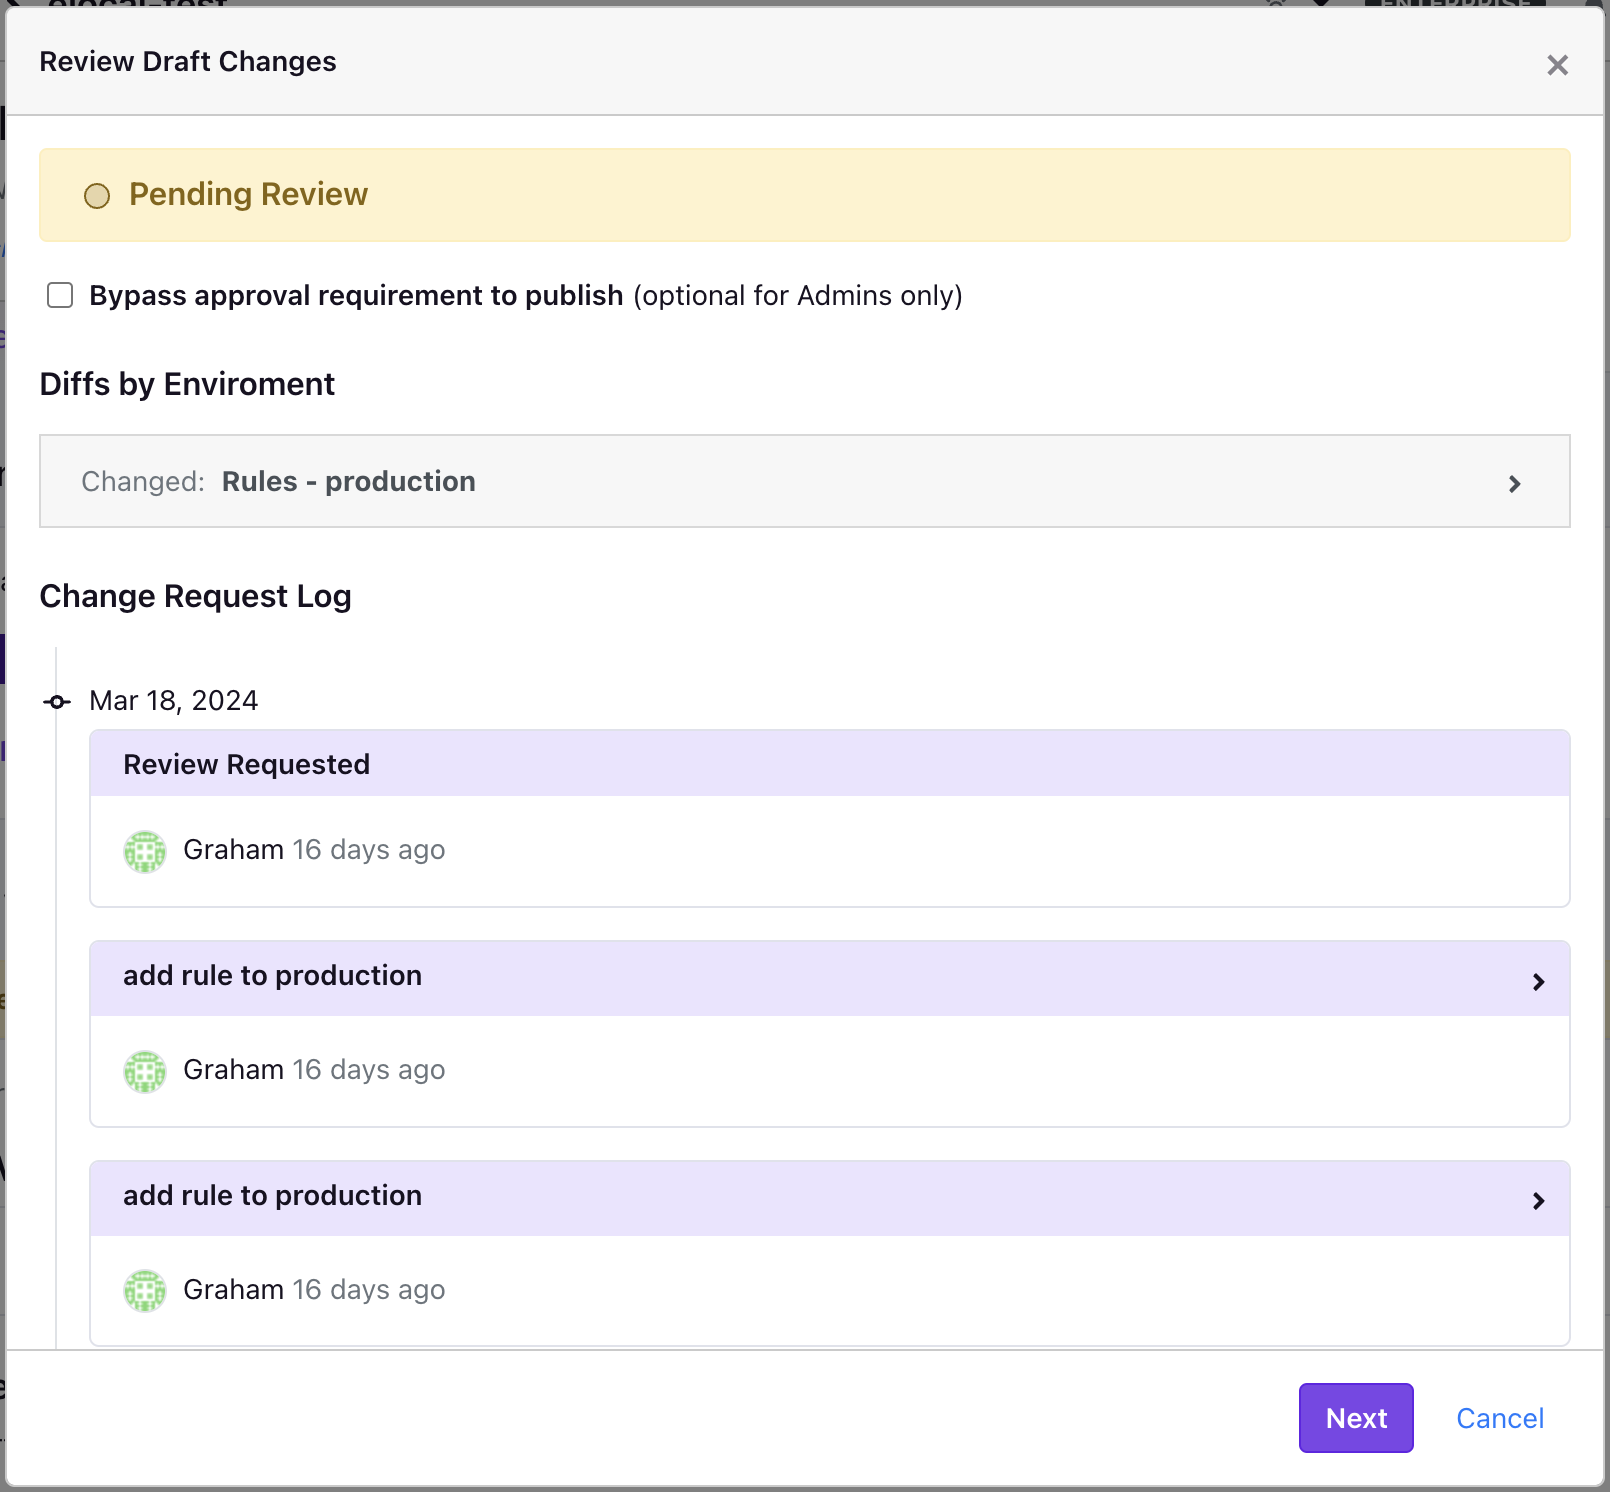 Review Draft Changes
Pending Review
Bypass approval requirement to publish (optional for Admins only)
Diffs by Enviroment
Changed: Rules - production
Change Request Log
Mar 18, 2024
Review Requested
Graham 16 days ago
add rule to production
Graham 16 days ago
add rule to production
Graham 16 days ago
Next Cancel